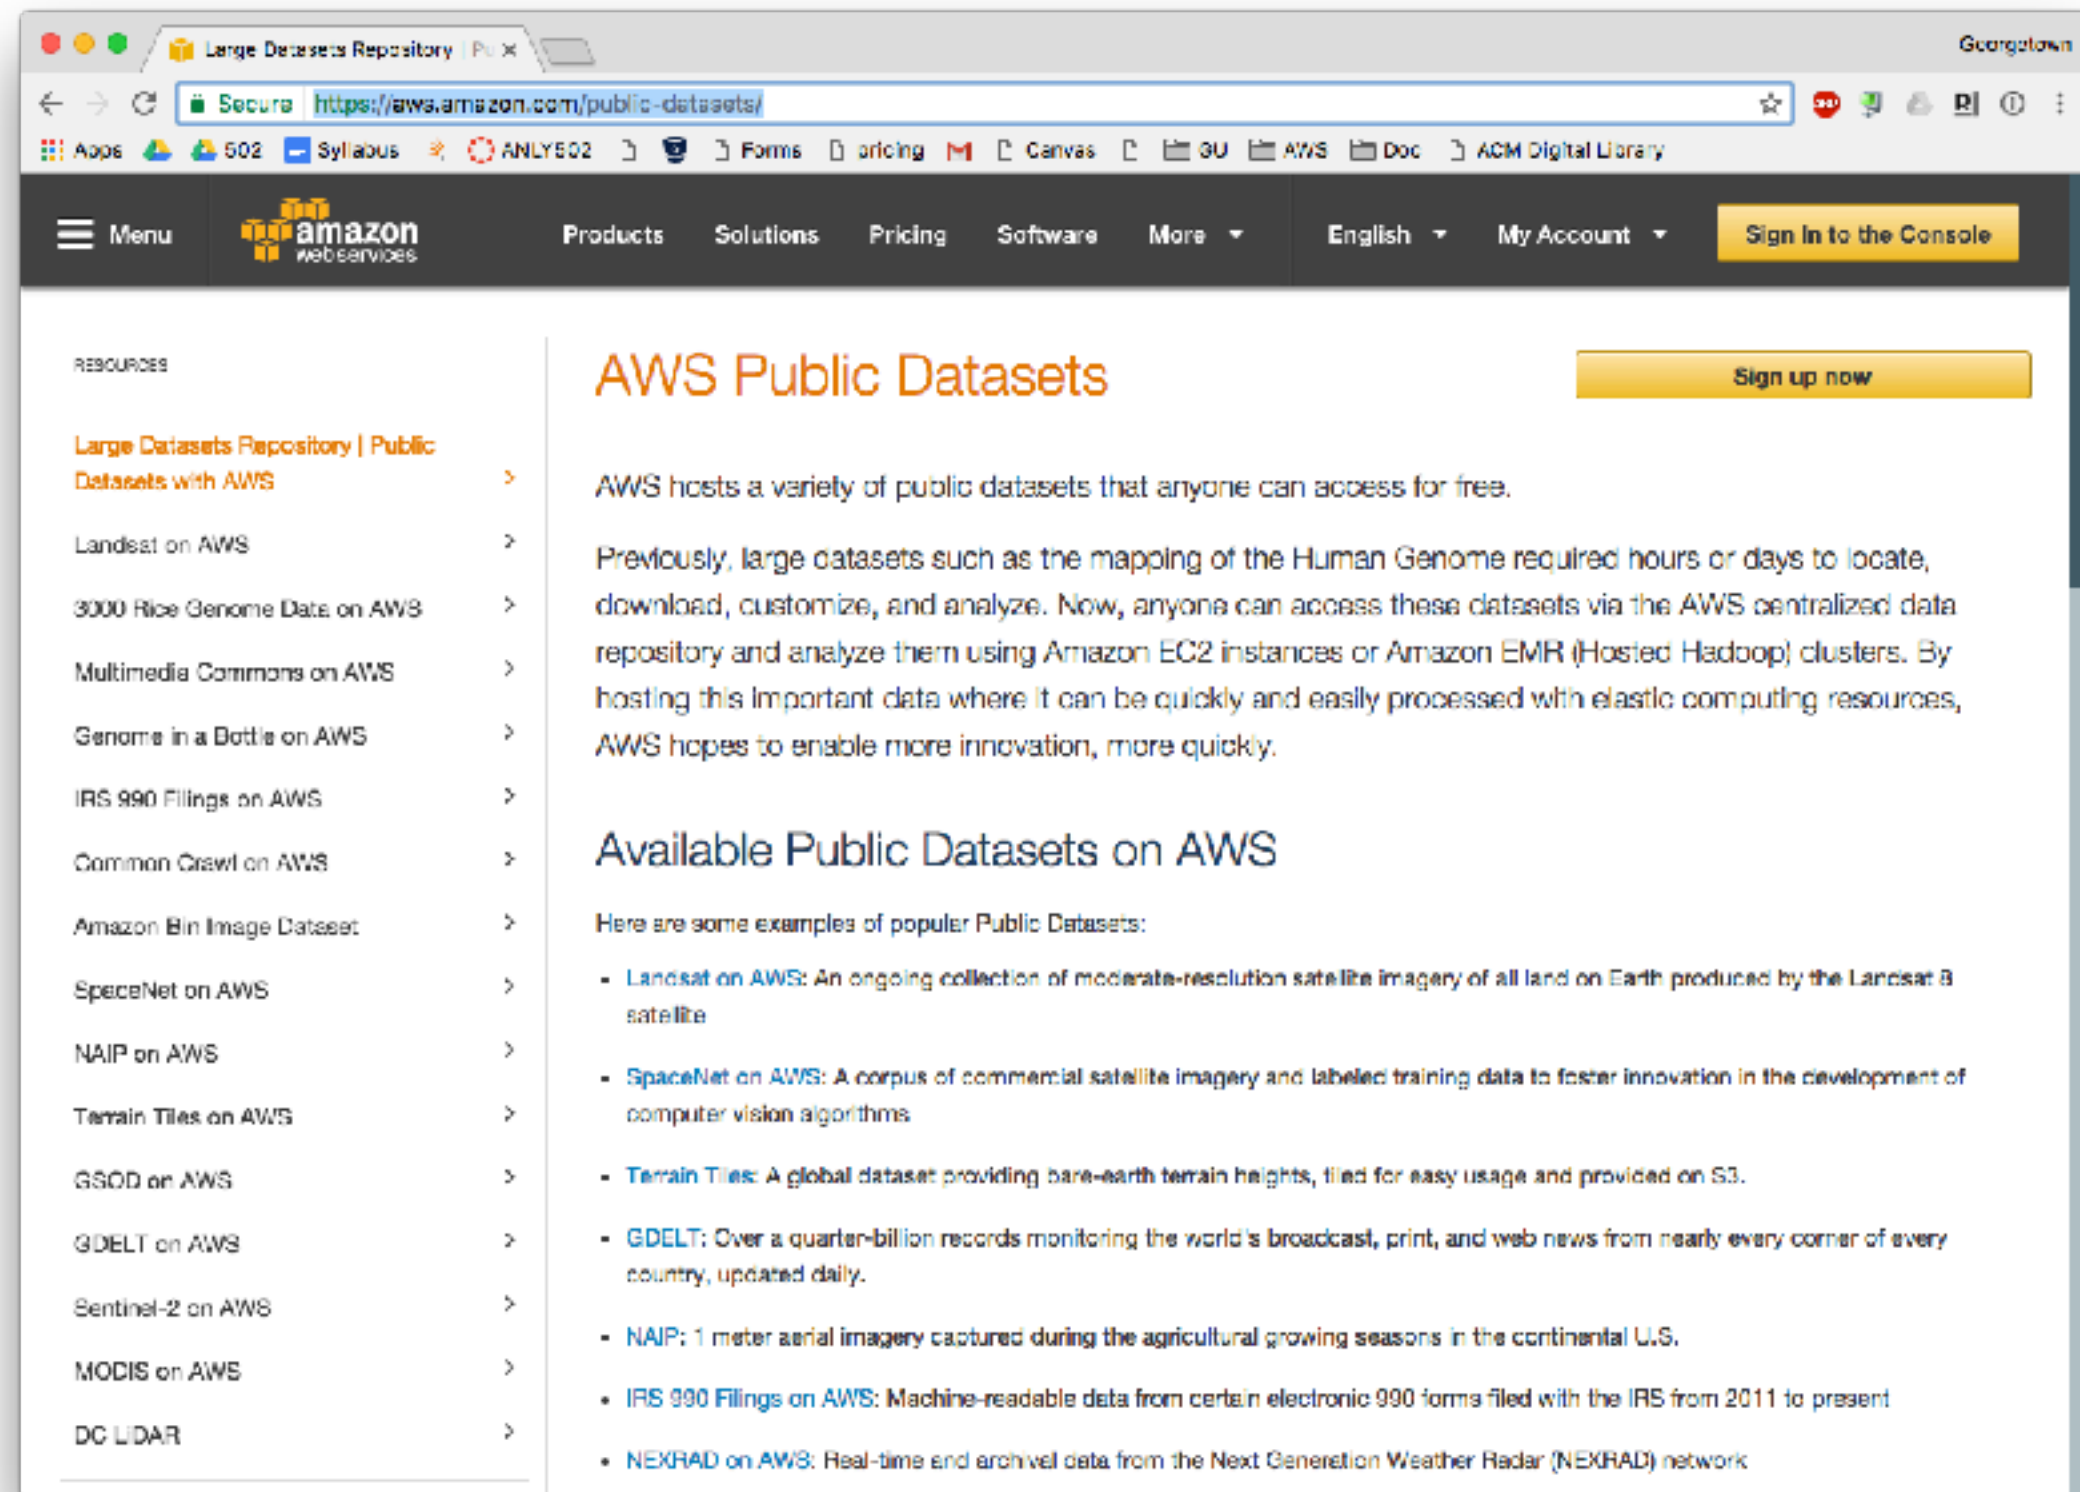 Large Datasets Repository | Pu
Georgetown
Secure https://aws.amazon.com/public-datasets/
Apps 502 Syllabus ANLY502 Forms pricing Canvas GU AWS Doc ACM Digital Library
Menu amazon webservices Products Solutions Pricing Software More English My Account Sign In to the Console
RESOURCES
Large Datasets Repository | Public
Datasets with AWS
Landsat on AWS
3000 Rice Genome Data on AWS
Multimedia Commons on AWS
Genome in a Bottle on AWS
IRS 990 Filings on AWS
Common Crawl on AWS
Amazon Bin Image Dataset
SpaceNet on AWS
NAIP on AWS
Terrain Tiles on AWS
GSOD on AWS
GDELT on AWS
Sentinel-2 on AWS
MODIS on AWS
DC LiDAR
AWS Public Datasets
Sign up now
AWS hosts a variety of public datasets that anyone can access for free.
Previously, large datasets such as the mapping of the Human Genome required hours or days to locate,
download, customize, and analyze. Now, anyone can access these datasets via the AWS centralized data
repository and analyze them using Amazon EC2 instances or Amazon EMR (Hosted Hadoop) clusters. By
hosting this important data where it can be quickly and easily processed with elastic computing resources,
AWS hopes to enable more innovation, more quickly.
Available Public Datasets on AWS
Here are some examples of popular Public Datasets:
Landsat on AWS: An ongoing collection of moderate-resolution satellite imagery of all land on Earth produced by the Landsat 8
satellite
SpaceNet on AWS: A corpus of commercial satellite imagery and labeled training data to foster innovation in the development of
computer vision algorithms
Terrain Tiles: A global dataset providing bare-earth terrain heights, tiled for easy usage and provided on S3.
GDELT: Over a quarter-billion records monitoring the world's broadcast, print, and web news from nearly every corner of every
country, updated daily.
NAIP: 1 meter aerial imagery captured during the agricultural growing seasons in the continental U.S.
IRS 990 Filings on AWS: Machine-readable data from certain electronic 990 forms filed with the IRS from 2011 to present
NEXRAD on AWS: Real-time and archival data from the Next Generation Weather Radar (NEXRAD) network